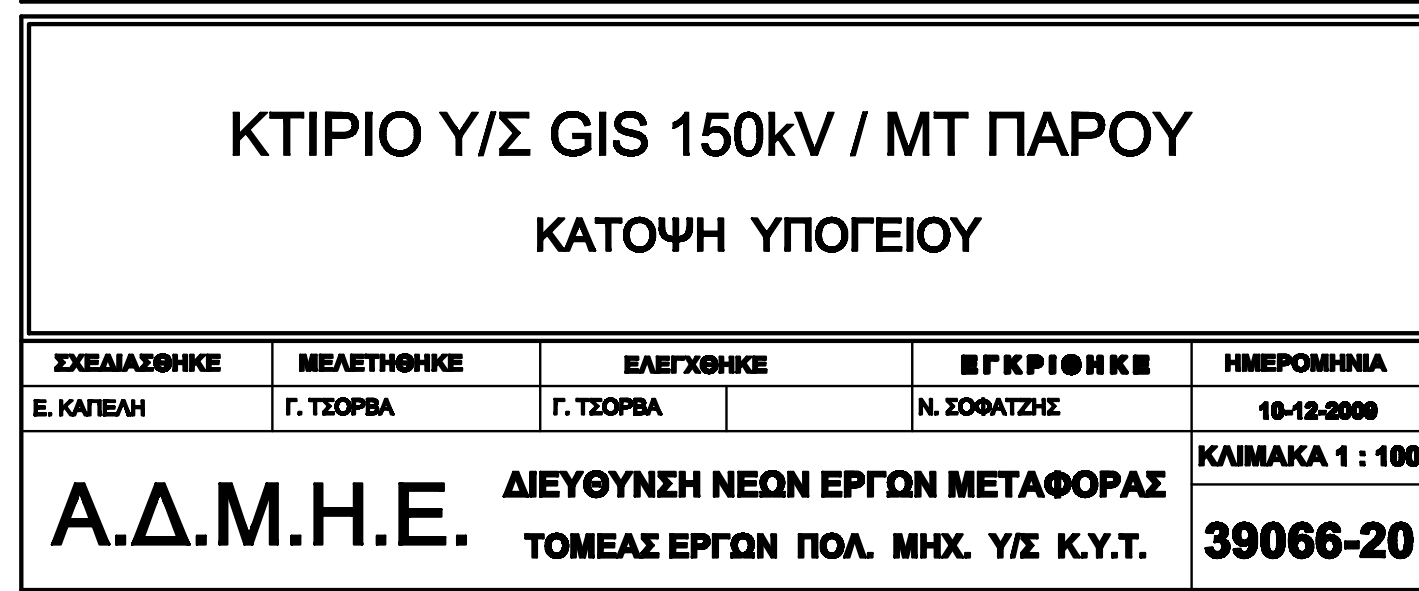 ΚΤΙΡΙΟ Υ/Σ GIS 150kV / ΜΤ ΠΑΡΟΥ
ΚΑΤΟΨΗ ΥΠΟΓΕΙΟΥ
ΣΧΕΔΙΑΣΘΗΚΕ ΜΕΛΕΤΗΘΗΚΕ ΕΛΕΓΧΘΗΚΕ ΕΓΚΡΙΘΗΚΕ ΗΜΕΡΟΜΗΝΙΑ
Ε. ΚΑΠΕΛΗ Γ. ΤΣΟΡΒΑ Γ. ΤΣΟΡΒΑ Ν. ΣΟΦΑΤΖΗΣ 10-12-2009
ΚΛΙΜΑΚΑ 1 : 100
Α.Δ.Μ.Η.Ε. ΔΙΕΥΘΥΝΣΗ ΝΕΩΝ ΕΡΓΩΝ ΜΕΤΑΦΟΡΑΣ
ΤΟΜΕΑΣ ΕΡΓΩΝ ΠΟΛ. ΜΗΧ. Υ/Σ Κ.Υ.Τ. 39066-20